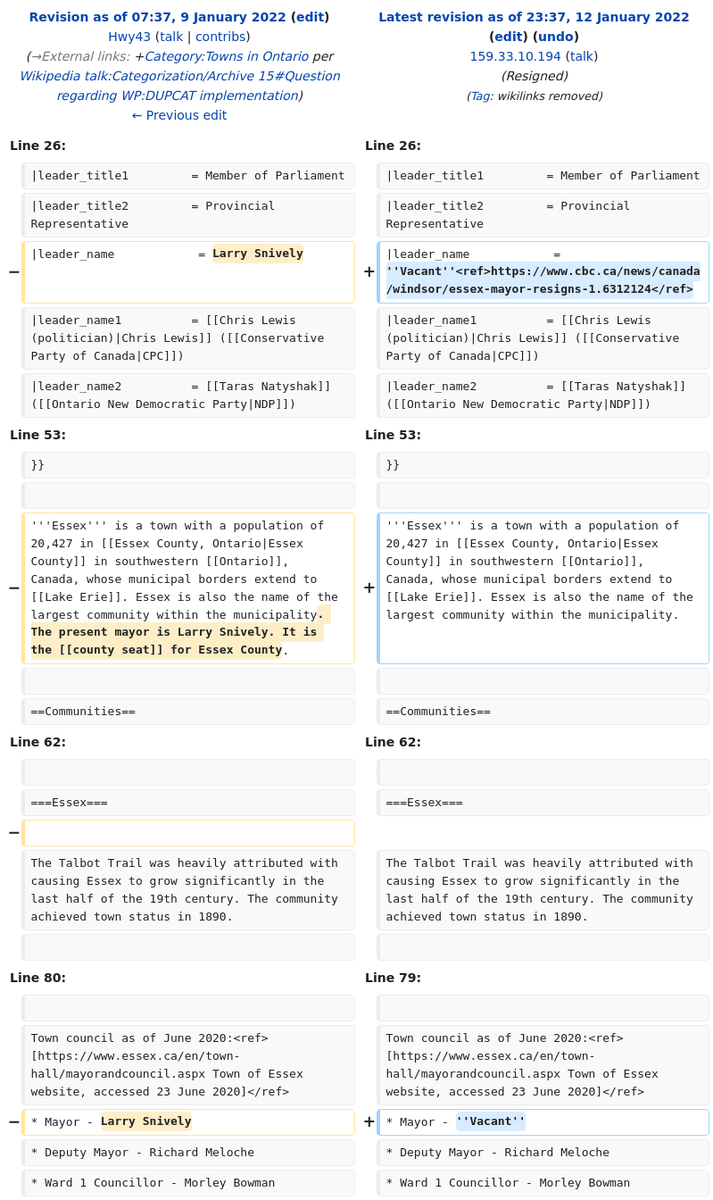 Revision as of 07:37, 9 January 2022 (edit)
Hwy43 (talk | contribs)
(→External links: +Category:Towns in Ontario per
Wikipedia talk:Categorization/Archive 15#Question
regarding WP:DUPCAT implementation)
← Previous edit
Latest revision as of 23:37, 12 January 2022
(edit) (undo)
159.33.10.194 (talk)
(Resigned)
(Tag: wikilinks removed)
Line 26:
Line 26:
|leader_title1 = Member of Parliament
|leader_title1 = Member of Parliament
|leader_title2 = Provincial
Representative
|leader_title2 = Provincial
Representative
− |leader_name = Larry Snively
+ |leader_name =
''Vacant''<ref>https://www.cbc.ca/news/canada
/windsor/essex-mayor-resigns-1.6312124</ref>
|leader_name1 = [[Chris Lewis
(politician)|Chris Lewis]] ([[Conservative
Party of Canada|CPC]])
|leader_name1 = [[Chris Lewis
(politician)|Chris Lewis]] ([[Conservative
Party of Canada|CPC]])
|leader_name2 = [[Taras Natyshak]]
([[Ontario New Democratic Party|NDP]])
|leader_name2 = [[Taras Natyshak]]
([[Ontario New Democratic Party|NDP]])
Line 53:
Line 53:
}}
}}
− '''Essex''' is a town with a population of
20,427 in [[Essex County, Ontario|Essex
County]] in southwestern [[Ontario]],
Canada, whose municipal borders extend to
[[Lake Erie]]. Essex is also the name of the
largest community within the municipality.
The present mayor is Larry Snively. It is
the [[county seat]] for Essex County.
+ '''Essex''' is a town with a population of
20,427 in [[Essex County, Ontario|Essex
County]] in southwestern [[Ontario]],
Canada, whose municipal borders extend to
[[Lake Erie]]. Essex is also the name of the
largest community within the municipality.
==Communities==
==Communities==
Line 62:
Line 62:
===Essex===
===Essex===
−
The Talbot Trail was heavily attributed with
causing Essex to grow significantly in the
last half of the 19th century. The community
achieved town status in 1890.
The Talbot Trail was heavily attributed with
causing Essex to grow significantly in the
last half of the 19th century. The community
achieved town status in 1890.
Line 80:
Line 79:
Town council as of June 2020:<ref>
[https://www.essex.ca/en/town-
hall/mayorandcouncil.aspx Town of Essex
website, accessed 23 June 2020]</ref>
Town council as of June 2020:<ref>
[https://www.essex.ca/en/town-
hall/mayorandcouncil.aspx Town of Essex
website, accessed 23 June 2020]</ref>
− * Mayor - Larry Snively
+ * Mayor - ''Vacant''
* Deputy Mayor - Richard Meloche
* Deputy Mayor - Richard Meloche
* Ward 1 Councillor - Morley Bowman
* Ward 1 Councillor - Morley Bowman